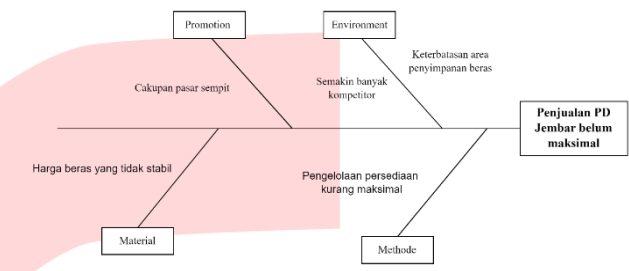 Promotion
Environment
Keterbatasan area
penyimpanan beras
Cakupan pasar sempit
Semakin banyak
kompetitor
Penjualan PD
Jembar belum
maksimal
Harga beras yang tidak stabil
Pengelolaan persediaan
kurang maksimal
Material
Methode